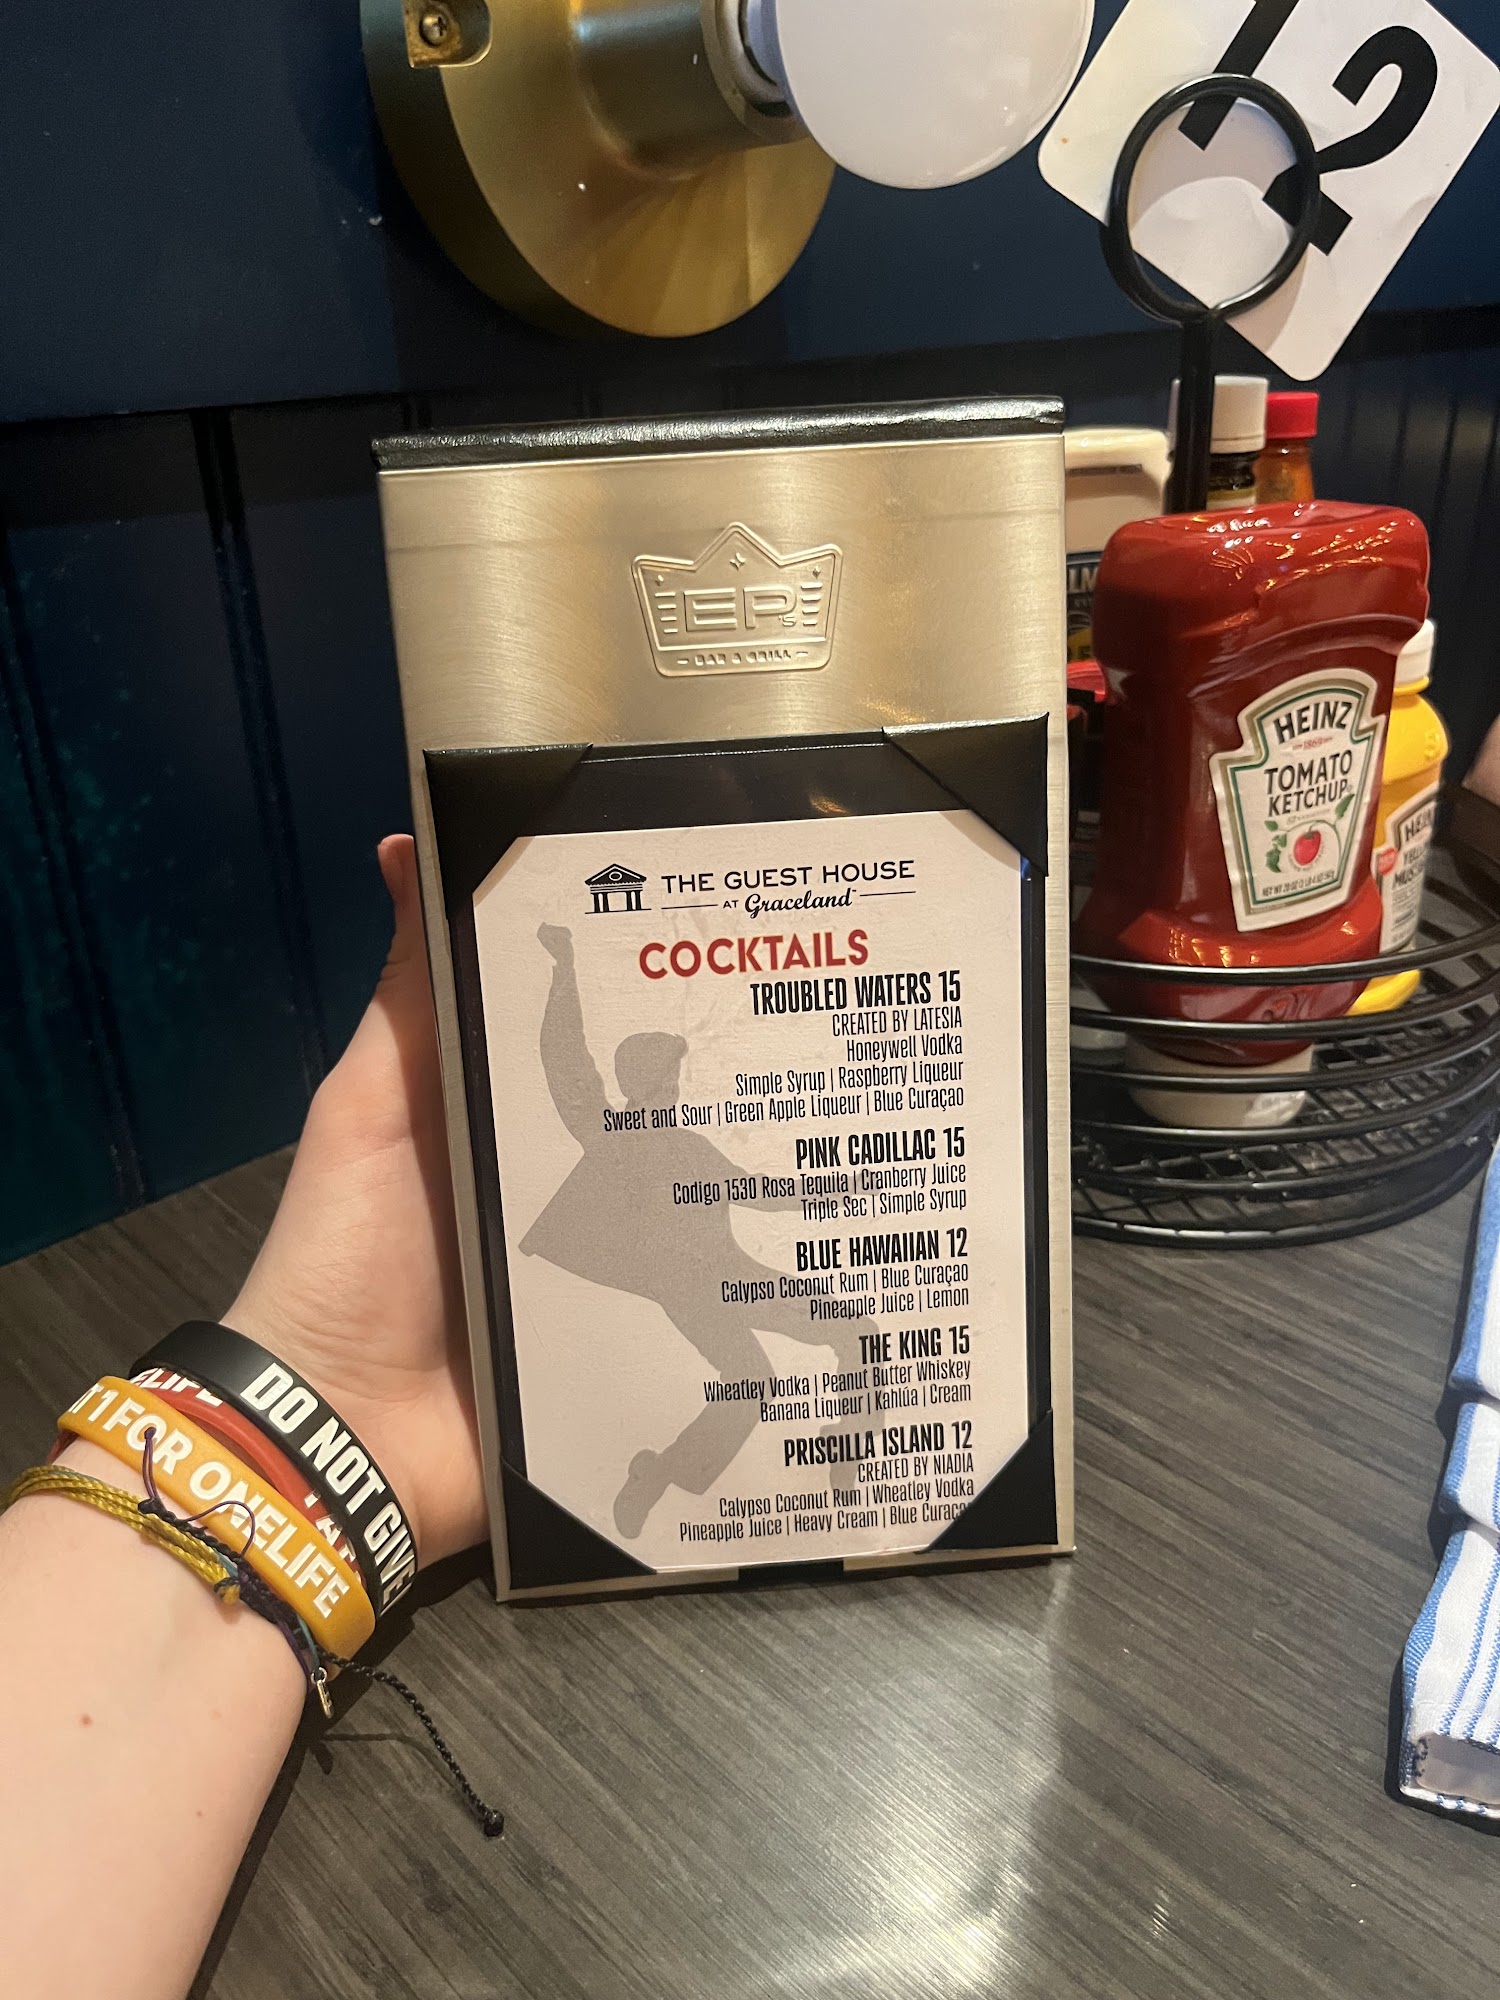 12
EP's
BAR & GRILL
THE GUEST HOUSE
AT Graceland
COCKTAILS
TROUBLED WATERS 15
CREATED BY LATESIA
Honeywell Vodka
Simple Syrup | Raspberry Liqueur
Sweet and Sour | Green Apple Liqueur | Blue Curaçao
PINK CADILLAC 15
Codigo 1530 Rosa Tequila | Cranberry Juice
Triple Sec | Simple Syrup
BLUE HAWAIIAN 12
Calypso Coconut Rum | Blue Curaçao
Pineapple Juice | Lemon
THE KING 15
Wheatley Vodka | Peanut Butter Whiskey
Banana Liqueur | Kahlúa | Cream
PRISCILLA ISLAND 12
CREATED BY NIADIA
Calypso Coconut Rum | Wheatley Vodka
Pineapple Juice | Heavy Cream | Blue Curaç
HEINZ
TOMATO
KETCHUP
DO NOT GIVE
1 FOR ONELIFE